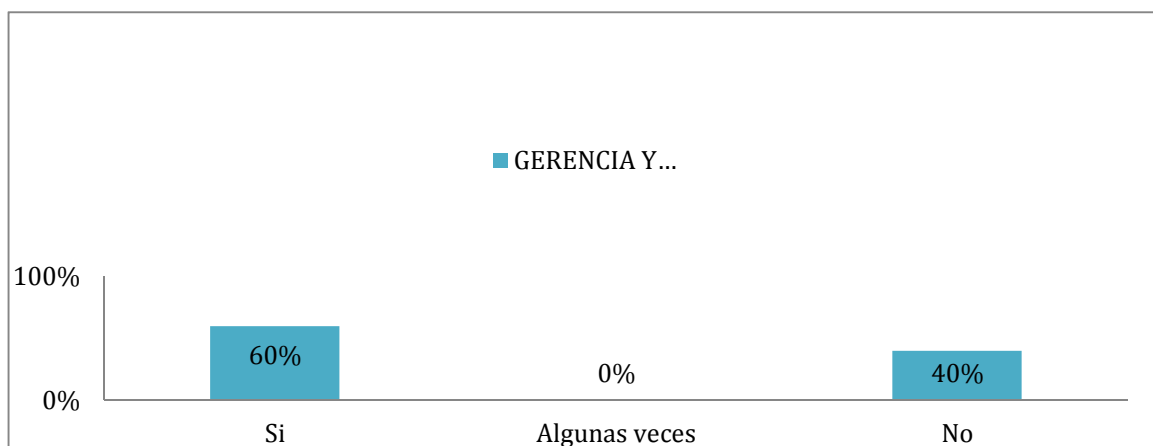 GERENCIA Y...
100%
60%
0%
40%
0%
Si
Algunas veces
No